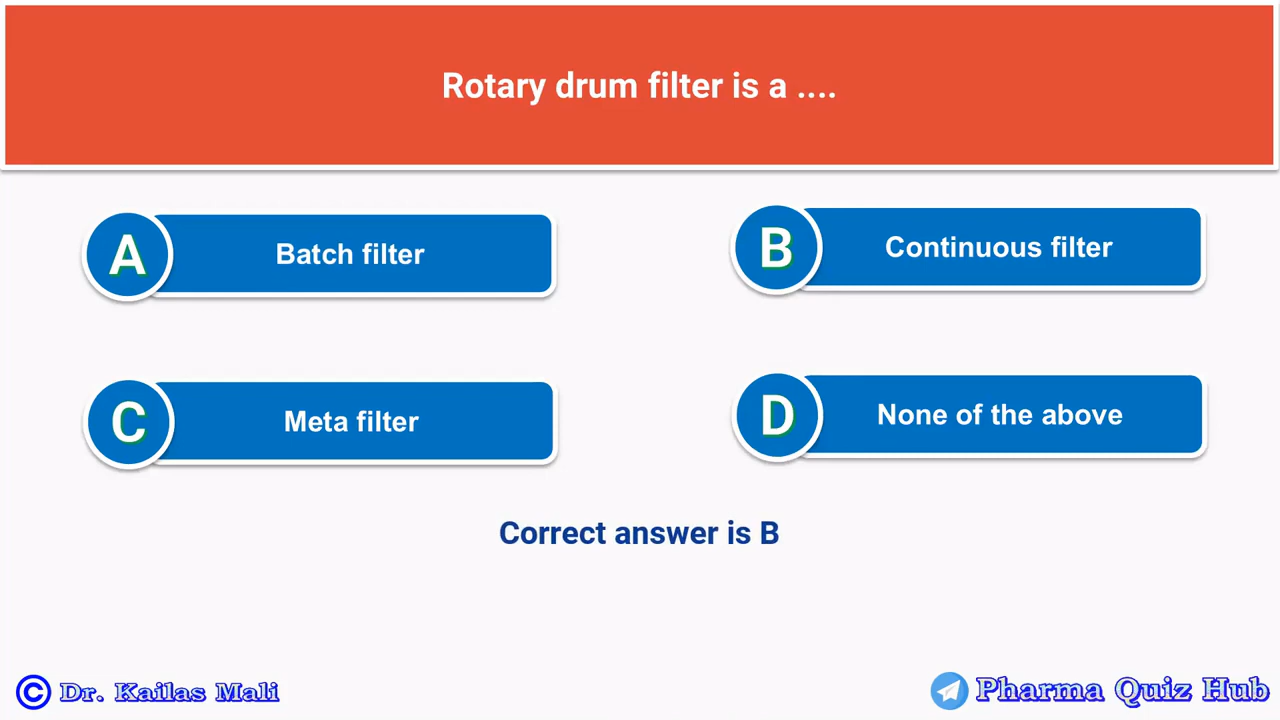 Rotary drum filter is a ....
A Batch filter
B Continuous filter
C Meta filter
D None of the above
Correct answer is B
© Dr. Kailas Mali
Pharma Quiz Hub